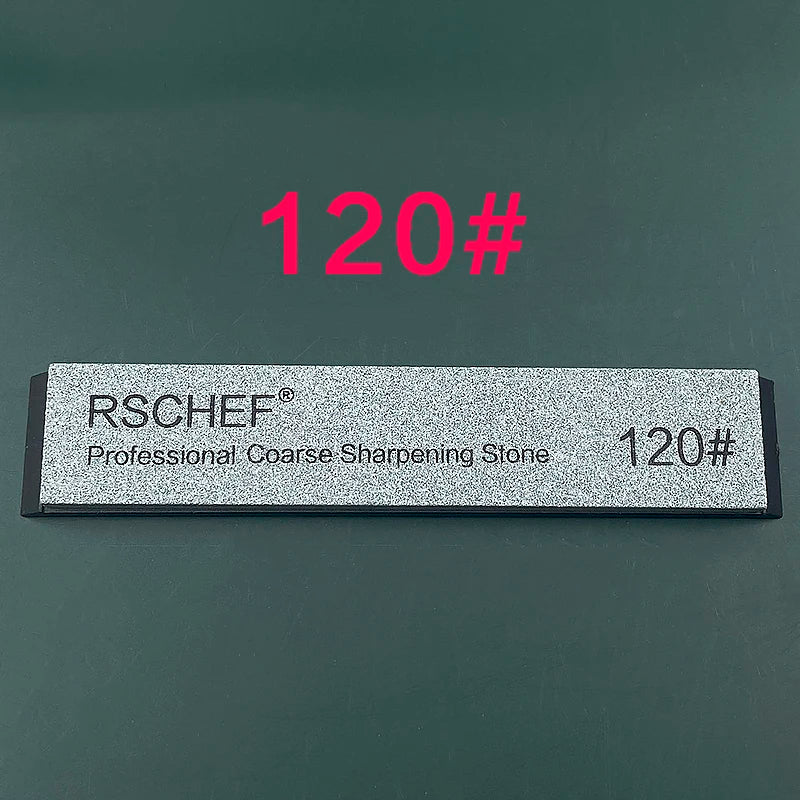 120#
RSCHEF®
Professional Coarse Sharpening Stone
120#